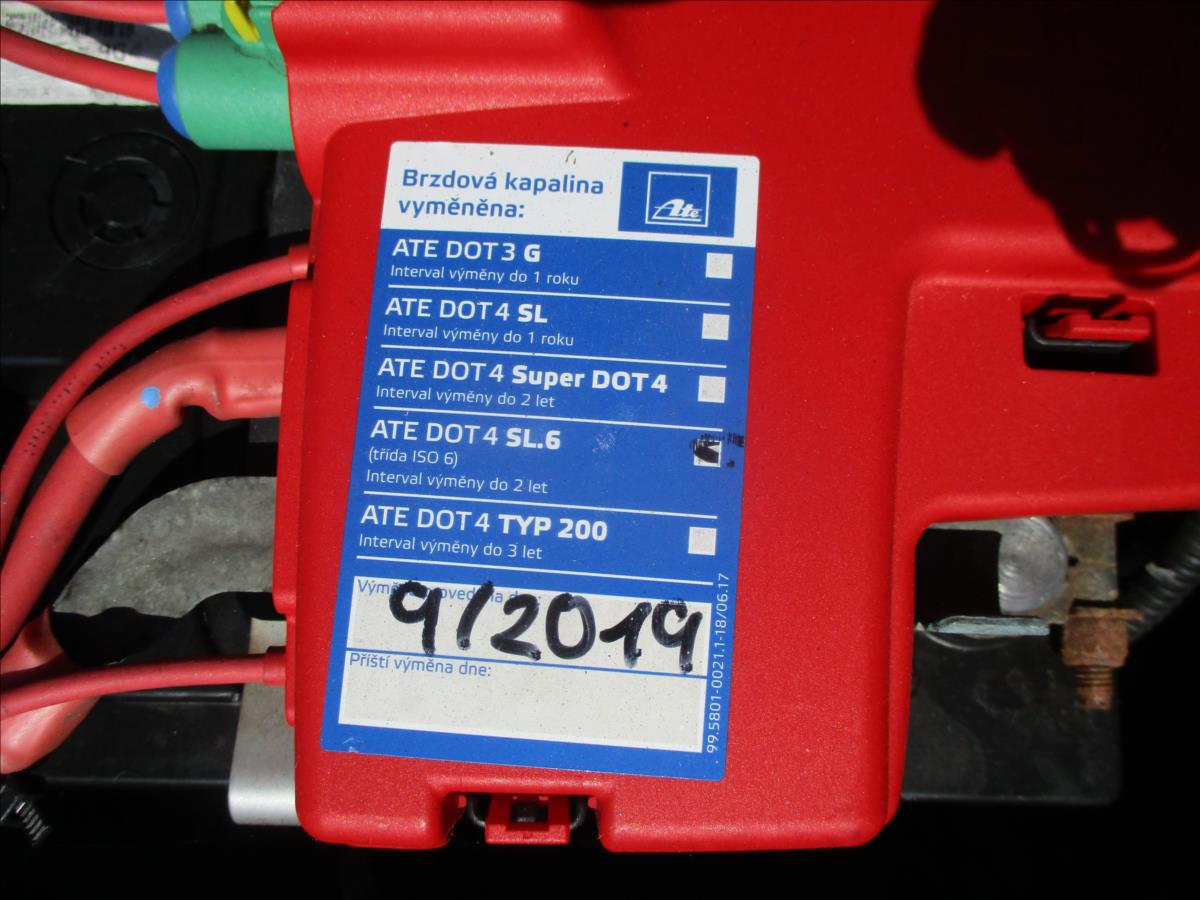 Brzdová kapalina
vyměněna:
Ate
ATE DOT 3 G
Interval výměny do 1 roku
ATE DOT 4 SL
Interval výměny do 1 roku
ATE DOT 4 Super DOT 4
Interval výměny do 2 let
ATE DOT 4 SL.6
(třída ISO 6)
Interval výměny do 2 let
ATE DOT 4 TYP 200
Interval výměny do 3 let
9/2019
Příští výměna dne:
99.5801-0021.1-18/06.17